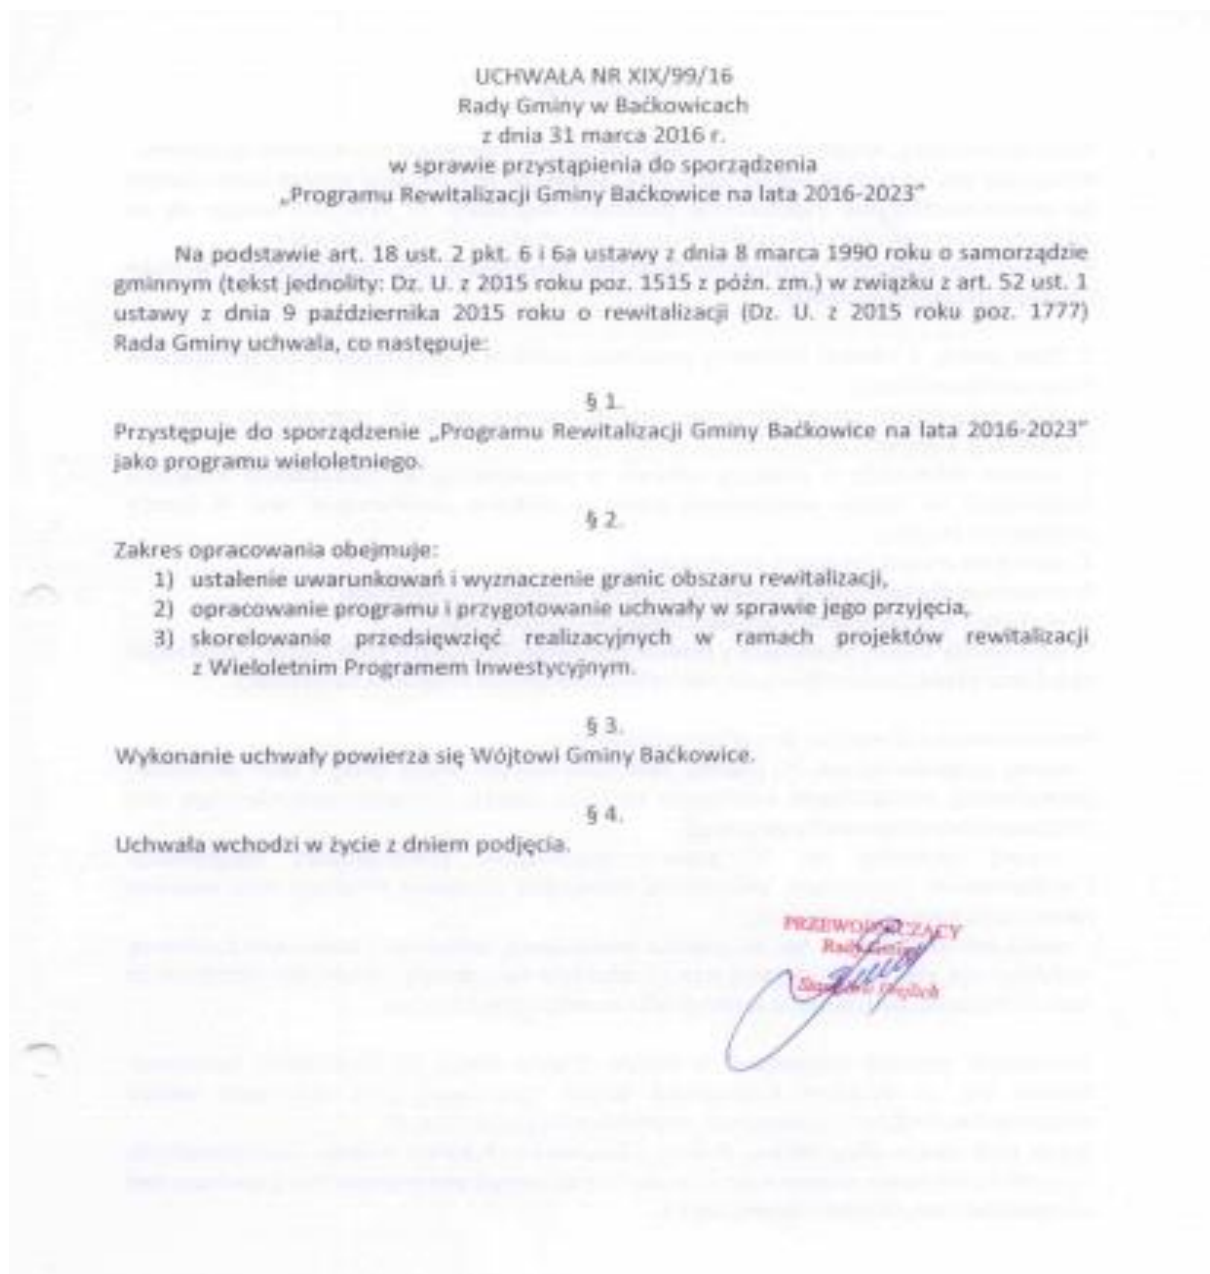 UCHWAŁA NR XIX/99/16
Rady Gminy w Baćkowicach
z dnia 31 marca 2016 r.
w sprawie przystąpienia do sporządzenia
„Programu Rewitalizacji Gminy Baćkowice na lata 2016-2023”
Na podstawie art. 18 ust. 2 pkt. 6 i 6a ustawy z dnia 8 marca 1990 roku o samorządzie
gminnym (tekst jednolity: Dz. U. z 2015 roku poz. 1515 z późn. zm.) w związku z art. 52 ust. 1
ustawy z dnia 9 października 2015 roku o rewitalizacji (Dz. U. z 2015 roku poz. 1777)
Rada Gminy uchwala, co następuje:
§ 1.
Przystępuje do sporządzenie „Programu Rewitalizacji Gminy Baćkowice na lata 2016-2023”
jako programu wieloletniego.
§ 2.
Zakres opracowania obejmuje:
1) ustalenie uwarunkowań i wyznaczenie granic obszaru rewitalizacji,
2) opracowanie programu i przygotowanie uchwały w sprawie jego przyjęcia,
3) skorelowanie przedsięwzięć realizacyjnych w ramach projektów rewitalizacji
z Wieloletnim Programem Inwestycyjnym.
§ 3.
Wykonanie uchwały powierza się Wójtowi Gminy Baćkowice.
§ 4.
Uchwała wchodzi w życie z dniem podjęcia.
PRZEWODNICZĄCY
Rady Gminy